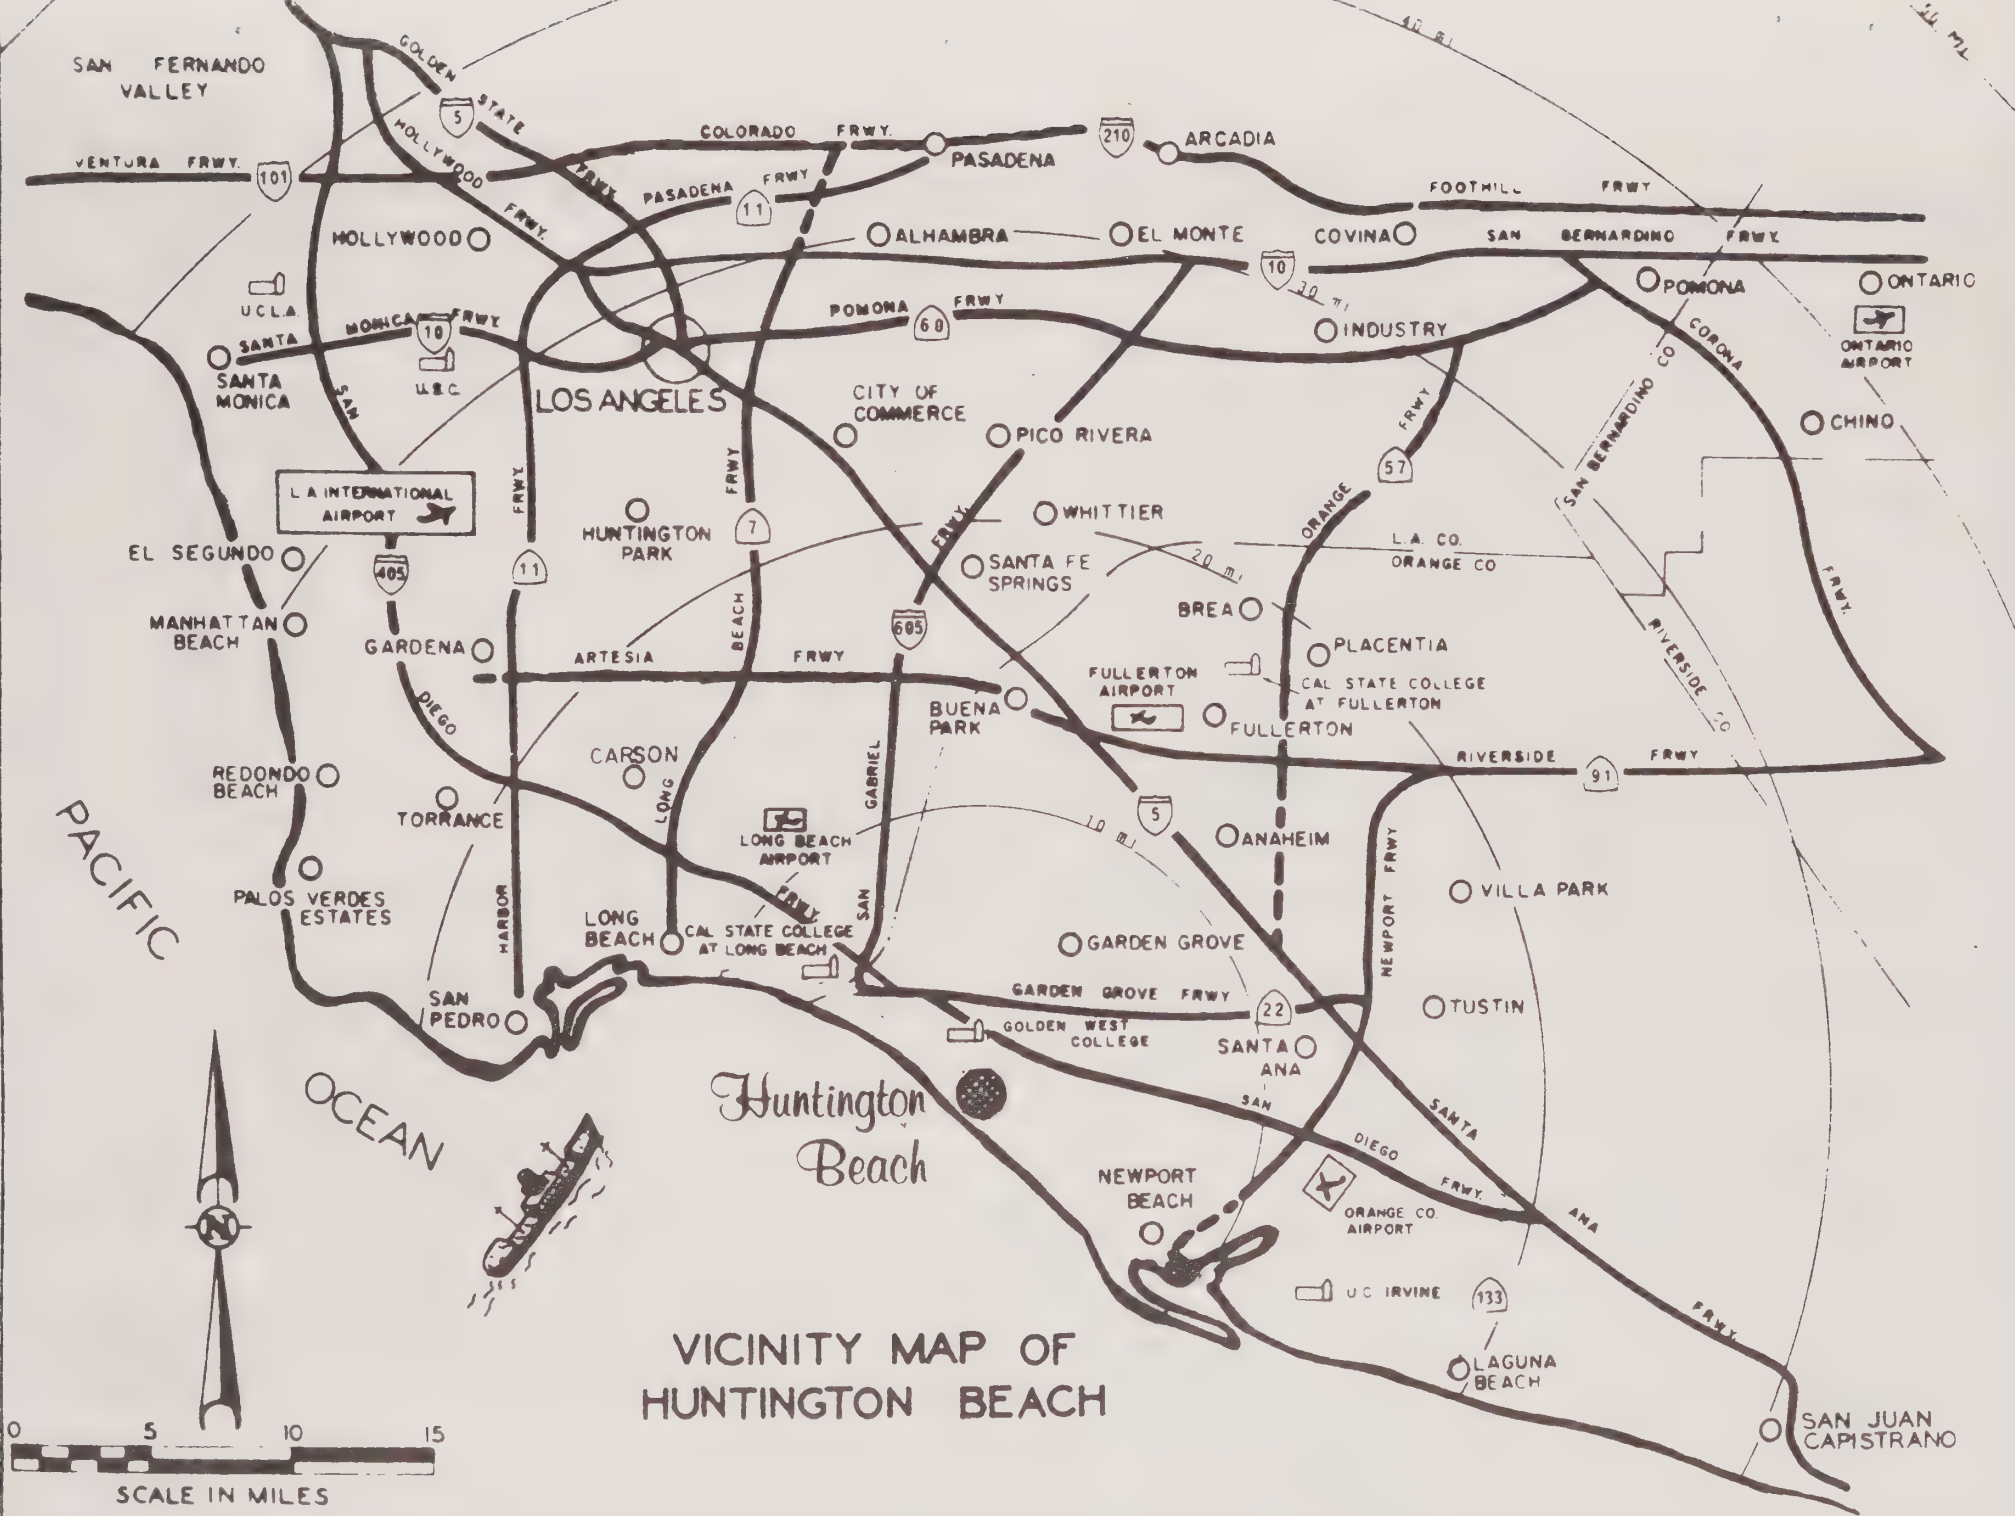 40 mi
SAN FERNANDO
VALLEY
GOLDEN
STATE
FRWY.
5
HOLLYWOOD
FRWY.
VENTURA FRWY.
101
COLORADO FRWY.
PASADENA
210
ARCADIA
PASADENA FRWY
11
FOOTHILL FRWY
HOLLYWOOD
ALHAMBRA
EL MONTE
COVINA
SAN BERNARDINO FRWY.
10
30 mi
POMONA
ONTARIO
ONTARIO
AIRPORT
U.C.L.A.
SANTA MONICA FRWY.
10
U.S.C.
SANTA
MONICA
POMONA FRWY
60
INDUSTRY
CORONA
FRWY.
LOS ANGELES
CITY OF
COMMERCE
PICO RIVERA
CHINO
SAN BERNARDINO CO
SAN
L A INTERNATIONAL
AIRPORT
405
DIEGO
FRWY.
EL SEGUNDO
MANHATTAN
BEACH
GARDENA
FRWY.
11
HARBOR
HUNTINGTON
PARK
FRWY
7
BEACH
LONG
WHITTIER
FRWY.
SANTA FE
SPRINGS
605
GABRIEL
SAN
20 mi
FRWY
57
ORANGE
L.A. CO.
ORANGE CO
BREA
PLACENTIA
RIVERSIDE CO
ARTESIA FRWY
FULLERTON
AIRPORT
CAL STATE COLLEGE
AT FULLERTON
BUENA
PARK
FULLERTON
RIVERSIDE FRWY
91
REDONDO
BEACH
TORRANCE
CARSON
LONG BEACH
AIRPORT
10 mi
5
ANAHEIM
NEWPORT FRWY
VILLA PARK
PALOS VERDES
ESTATES
LONG
BEACH
CAL STATE COLLEGE
AT LONG BEACH
GARDEN GROVE
GARDEN GROVE FRWY
22
TUSTIN
SAN
PEDRO
GOLDEN WEST
COLLEGE
SANTA
ANA
PACIFIC
OCEAN
Huntington
Beach
SAN
DIEGO
FRWY.
SANTA
ANA
FRWY.
NEWPORT
BEACH
ORANGE CO.
AIRPORT
U C IRVINE
133
LAGUNA
BEACH
SAN JUAN
CAPISTRANO
N
VICINITY MAP OF
HUNTINGTON BEACH
0 5 10 15
SCALE IN MILES